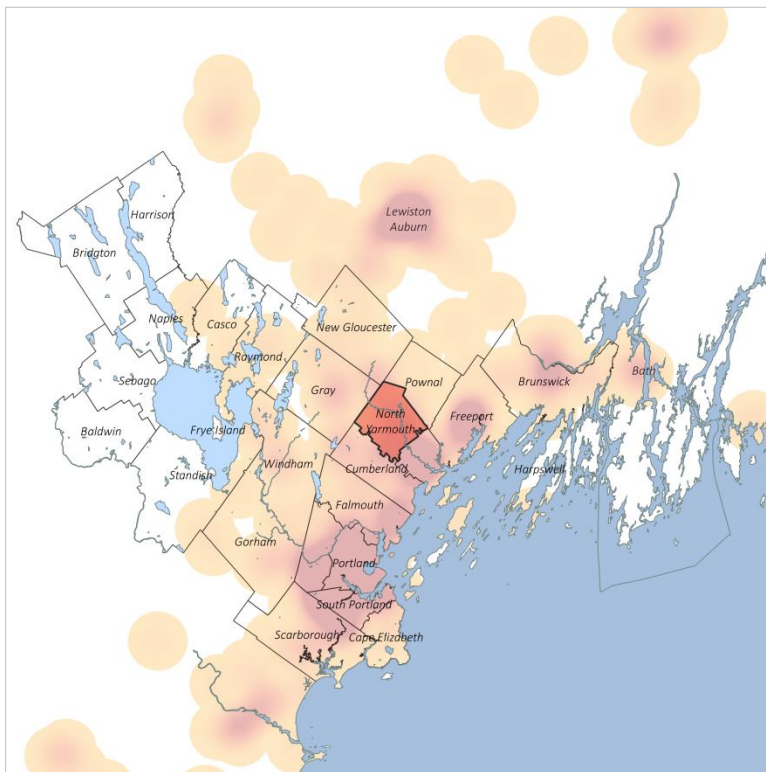 Lewiston
Auburn
Harrison
Bridgton
Naples
Casco
New Gloucester
Raymond
Sebago
Gray
Pownal
Brunswick
Bath
North
Yarmouth
Freeport
Baldwin
Frye Island
Windham
Cumberland
Harpswell
Standish
Falmouth
Gorham
Portland
South Portland
Scarborough
Cape Elizabeth